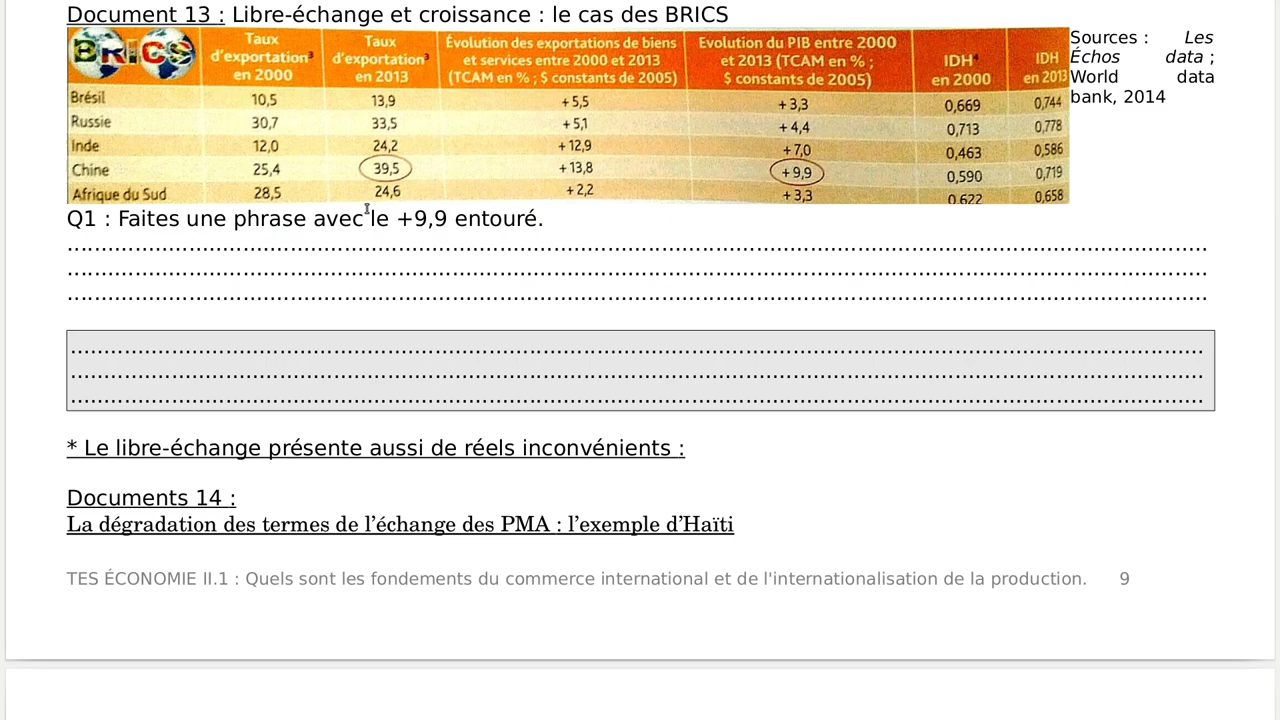 Document 13 : Libre-échange et croissance : le cas des BRICS
BRICS
Taux d'exportation³ en 2000
Taux d'exportation³ en 2013
Évolution des exportations de biens et services entre 2000 et 2013 (TCAM en % ; $ constants de 2005)
Evolution du PIB entre 2000 et 2013 (TCAM en % ; $ constants de 2005)
IDH⁴ en 2000
IDH en 2013
Sources : Les
Échos data ;
World data
bank, 2014
Brésil 10,5 13,9 +5,5 +3,3 0,669 0,744
Russie 30,7 33,5 +5,1 +4,4 0,713 0,778
Inde 12,0 24,2 +12,9 +7,0 0,463 0,586
Chine 25,4 39,5 +13,8 +9,9 0,590 0,719
Afrique du Sud 28,5 24,6 +2,2 +3,3 0,622 0,658
Q1 : Faites une phrase avec le +9,9 entouré.
* Le libre-échange présente aussi de réels inconvénients :
Documents 14 :
La dégradation des termes de l'échange des PMA : l'exemple d'Haïti
TES ÉCONOMIE II.1 : Quels sont les fondements du commerce international et de l'internationalisation de la production. 9